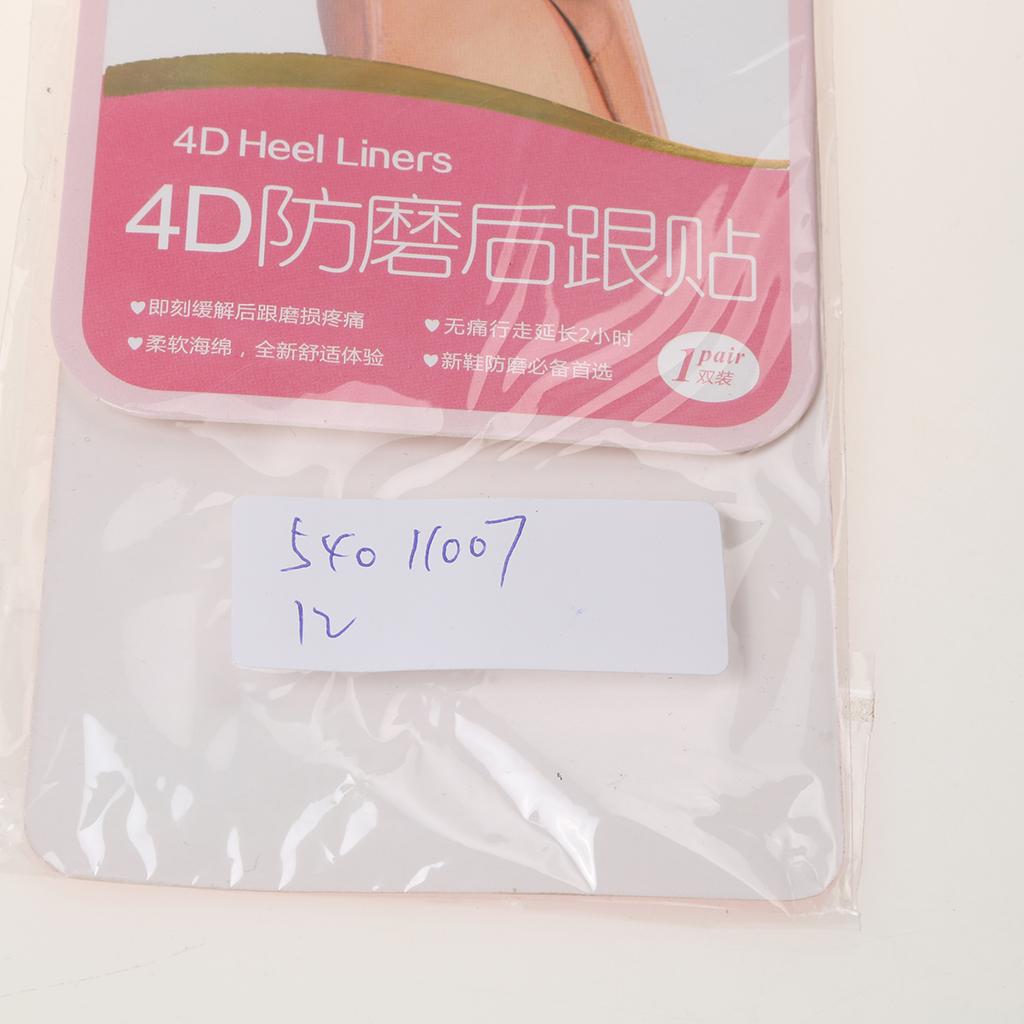 4D Heel Liners
4D防磨后跟贴
♥即刻缓解后跟磨损疼痛
♥无痛行走延长2小时
♥柔软海绵，全新舒适体验
♥新鞋防磨必备首选
1 pair
双装
540 11007
12